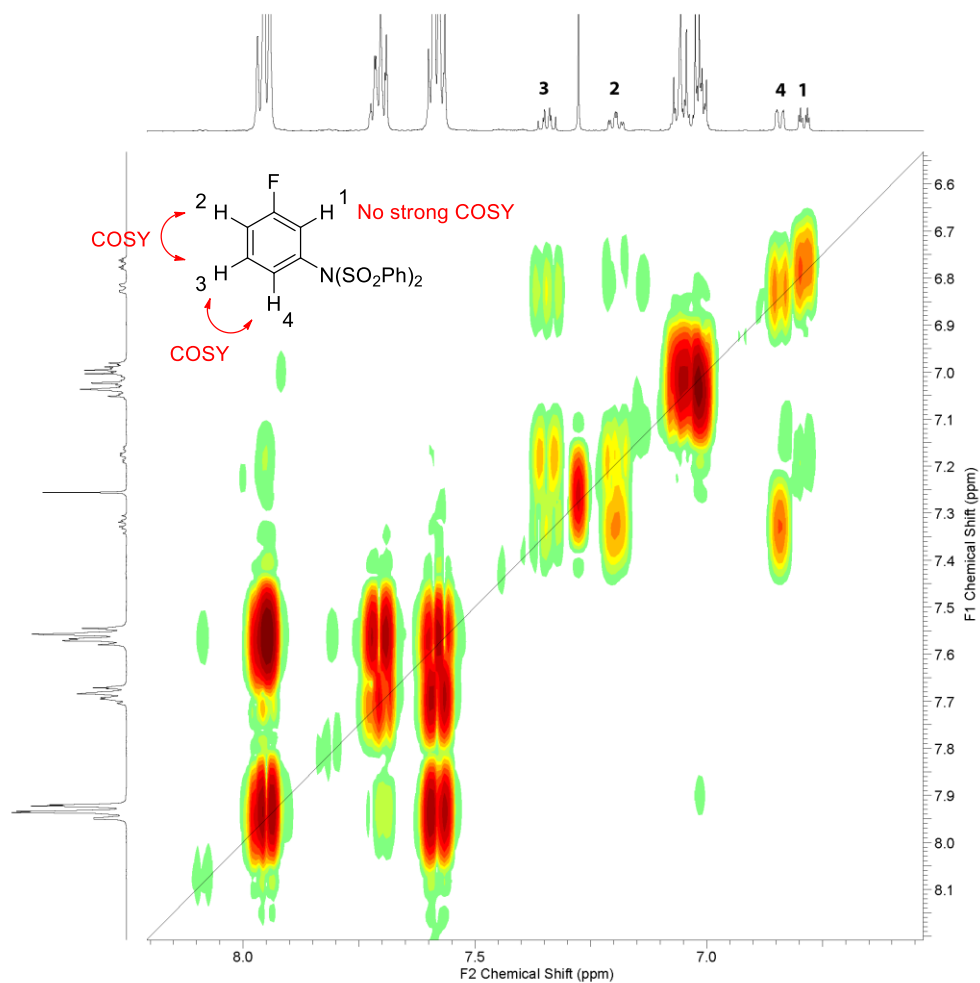 3 2 4 1
F
2 H H 1 No strong COSY
COSY
H N(SO2Ph)2
3 H
4
COSY
6.6
6.7
6.8
6.9
7.0
7.1
7.2
7.3
7.4
7.5
7.6
7.7
7.8
7.9
8.0
8.1
F1 Chemical Shift (ppm)
8.0 7.5 7.0
F2 Chemical Shift (ppm)